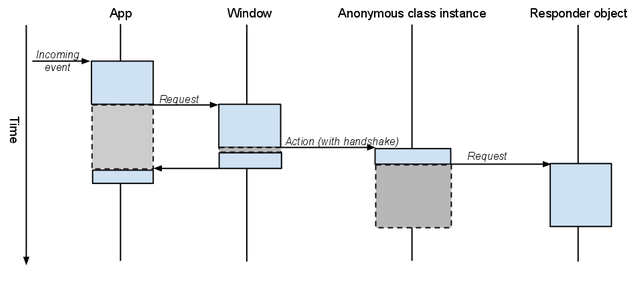 App
Window
Anonymous class instance
Responder object
Incoming
event
Request
Action (with handshake)
Request
Time